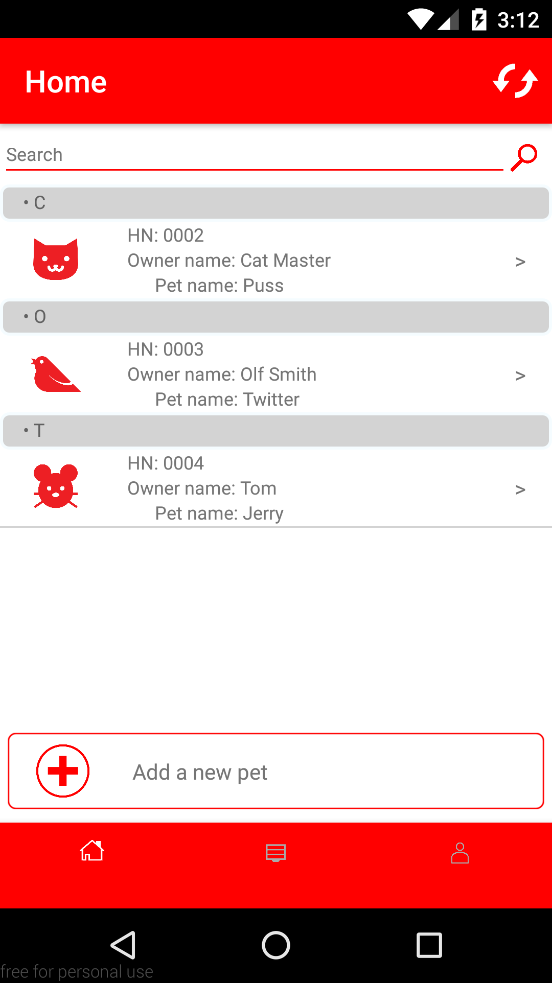 3:12
Home
Search
• C
HN: 0002
Owner name: Cat Master
>
Pet name: Puss
• O
HN: 0003
Owner name: Olf Smith
>
Pet name: Twitter
• T
HN: 0004
Owner name: Tom
>
Pet name: Jerry
Add a new pet
free for personal use